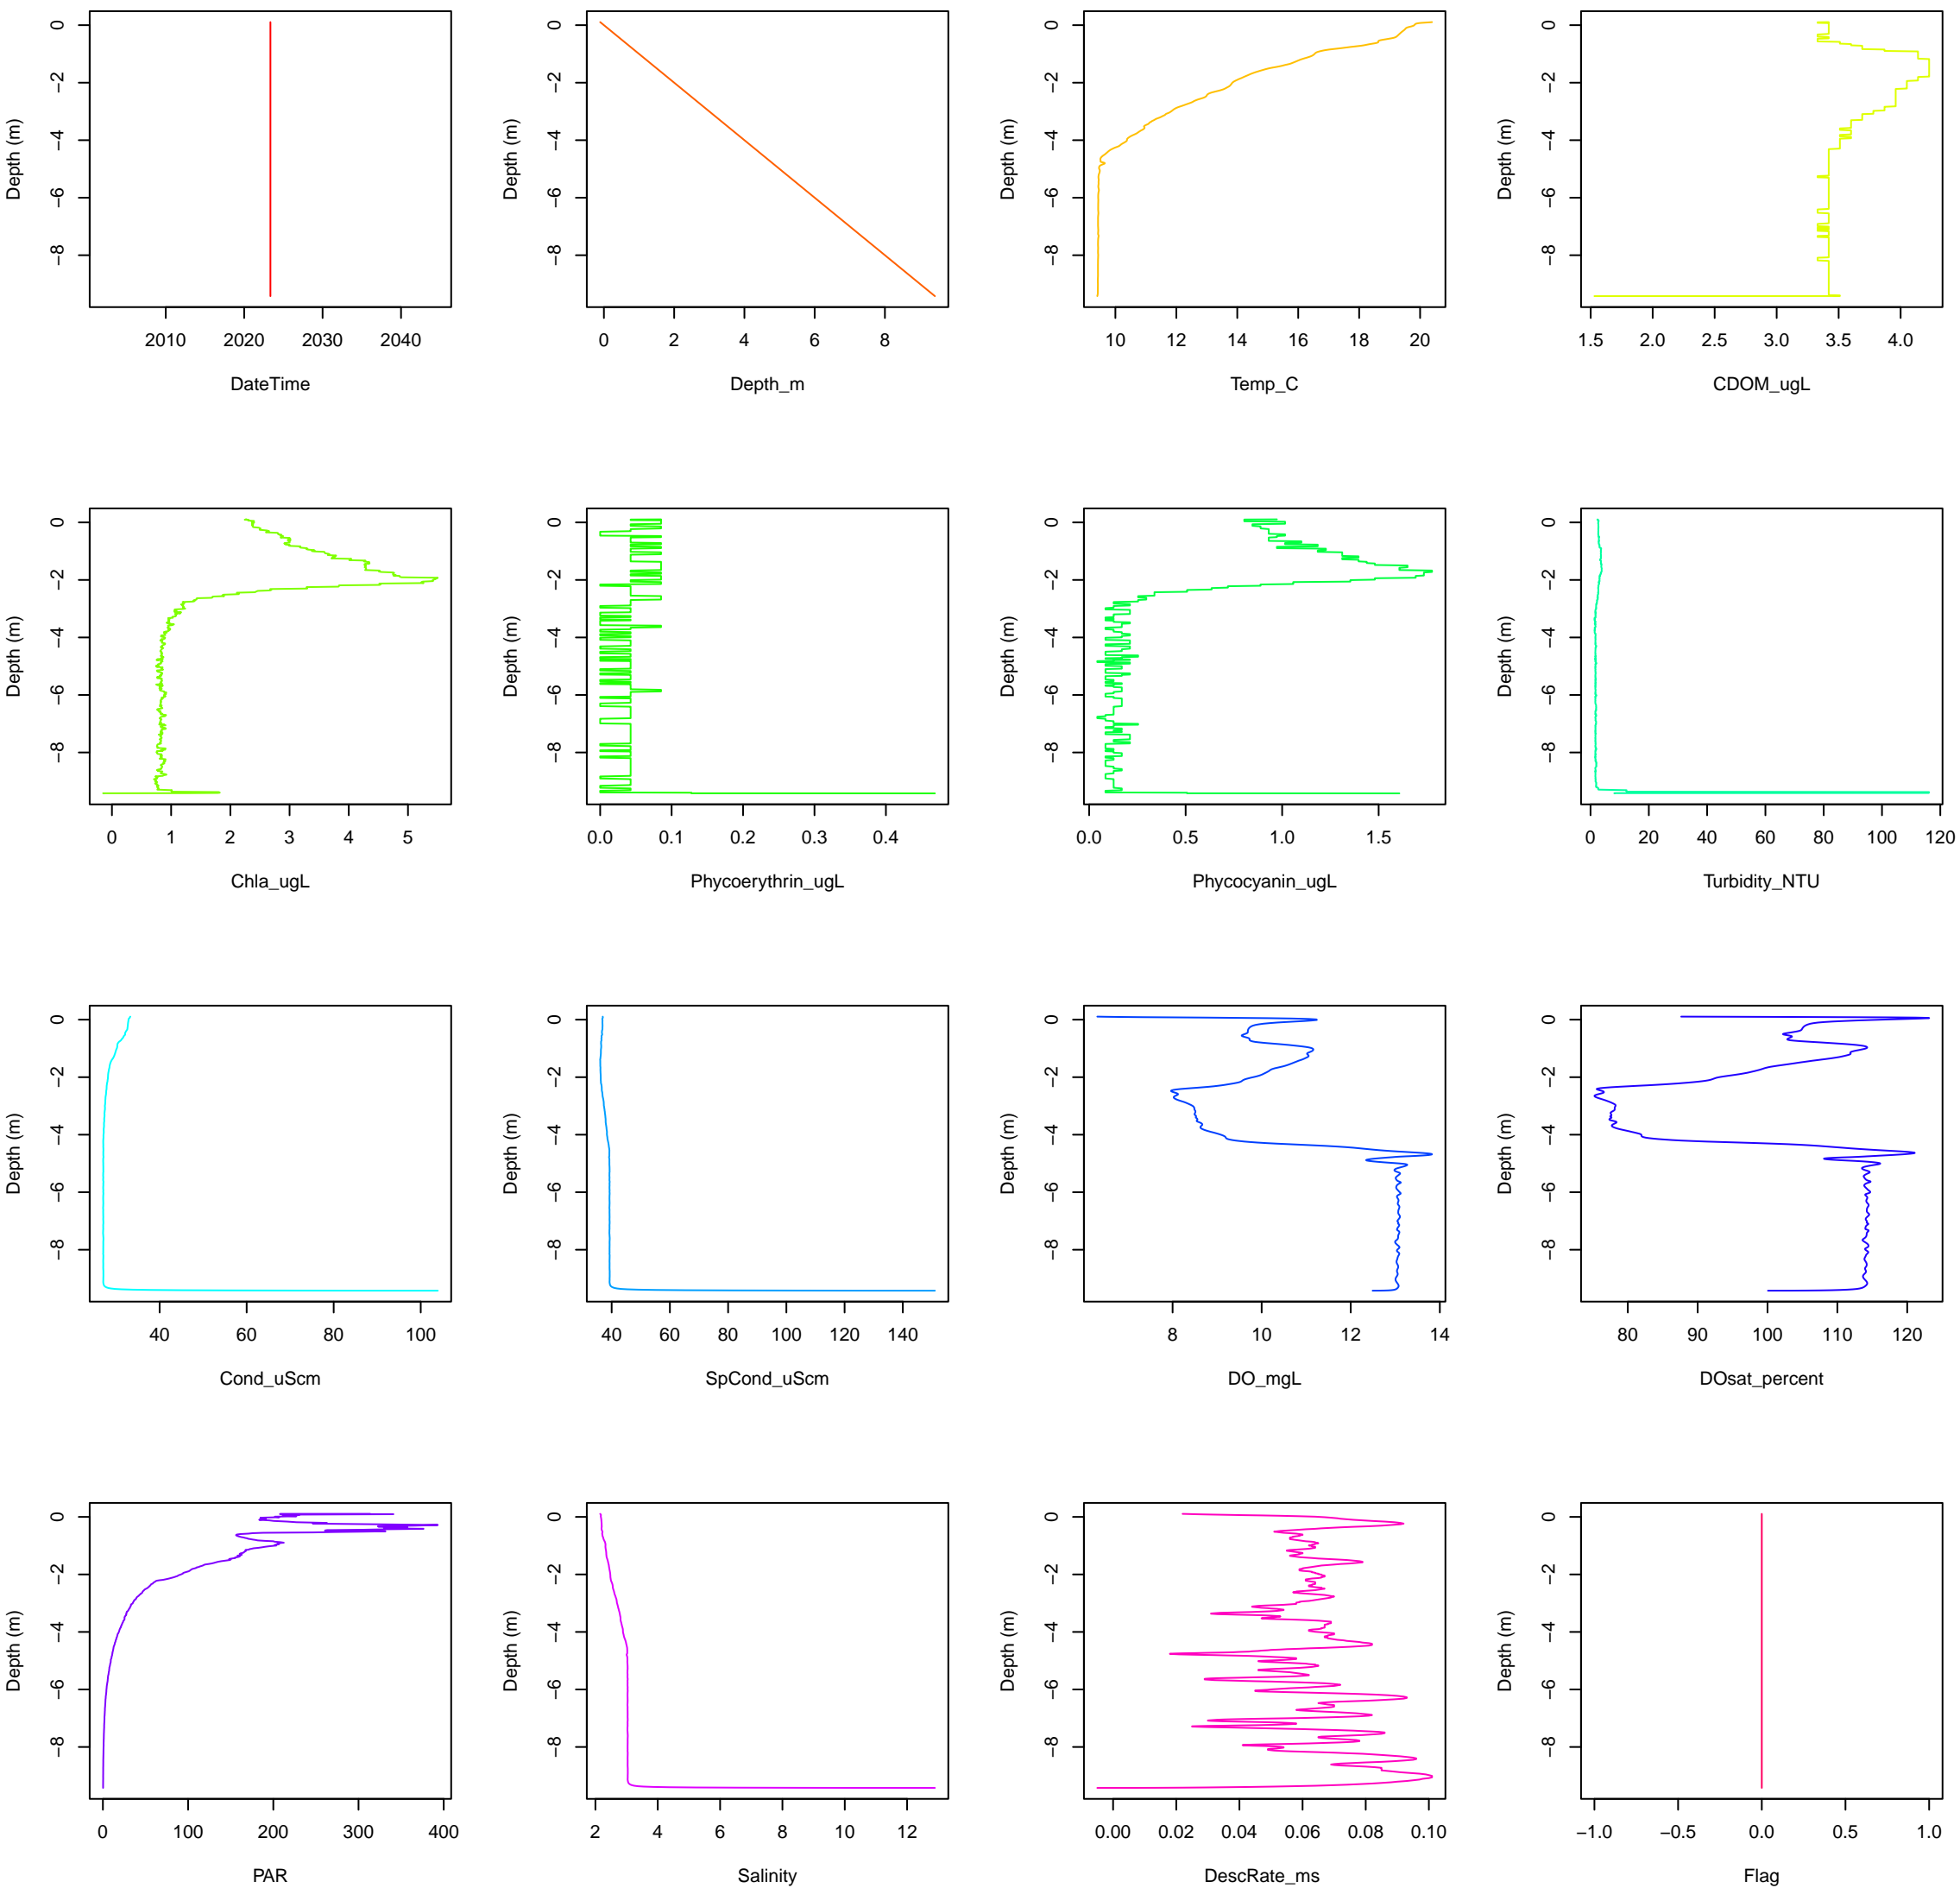 Depth (m) Depth (m) Depth (m) Depth (m)
0 −2 −4 −6 −8 0 −2 −4 −6 −8 0 −2 −4 −6 −8 0 −2 −4 −6 −8
2010 2020 2030 2040 0 2 4 6 8 10 12 14 16 18 20 1.5 2.0 2.5 3.0 3.5 4.0
DateTime Depth_m Temp_C CDOM_ugL
Depth (m) Depth (m) Depth (m) Depth (m)
0 −2 −4 −6 −8 0 −2 −4 −6 −8 0 −2 −4 −6 −8 0 −2 −4 −6 −8
0 1 2 3 4 5 0.0 0.1 0.2 0.3 0.4 0.0 0.5 1.0 1.5 0 20 40 60 80 100 120
Chla_ugL Phycoerythrin_ugL Phycocyanin_ugL Turbidity_NTU
Depth (m) Depth (m) Depth (m) Depth (m)
0 −2 −4 −6 −8 0 −2 −4 −6 −8 0 −2 −4 −6 −8 0 −2 −4 −6 −8
40 60 80 100 40 60 80 100 120 140 8 10 12 14 80 90 100 110 120
Cond_uScm SpCond_uScm DO_mgL DOsat_percent
Depth (m) Depth (m) Depth (m) Depth (m)
0 −2 −4 −6 −8 0 −2 −4 −6 −8 0 −2 −4 −6 −8 0 −2 −4 −6 −8
0 100 200 300 400 2 4 6 8 10 12 0.00 0.02 0.04 0.06 0.08 0.10 −1.0 −0.5 0.0 0.5 1.0
PAR Salinity DescRate_ms Flag